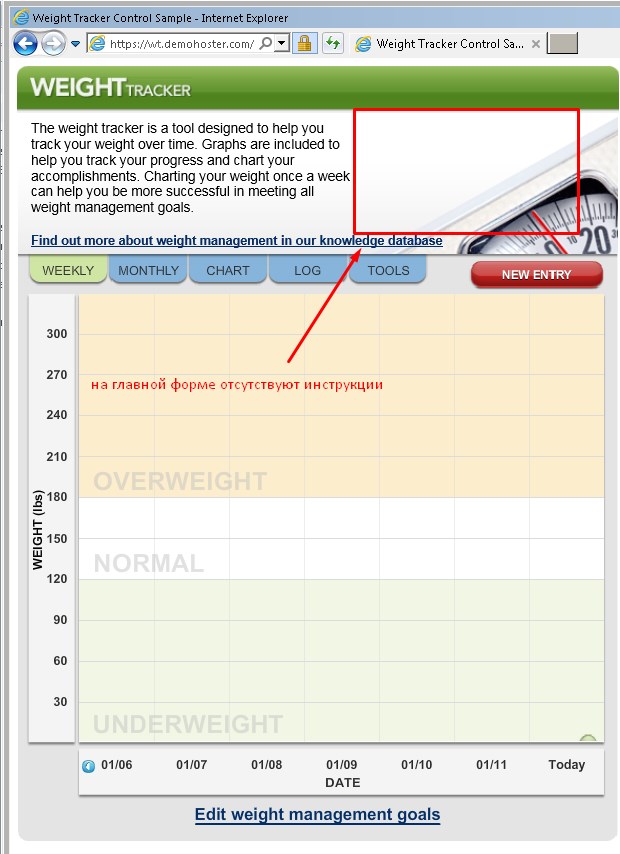 Weight Tracker Control Sample - Internet Explorer
https://wt.demohoster.com/
Weight Tracker Control Sa...
WEIGHT TRACKER
The weight tracker is a tool designed to help you
track your weight over time. Graphs are included to
help you track your progress and chart your
accomplishments. Charting your weight once a week
can help you be more successful in meeting all
weight management goals.
Find out more about weight management in our knowledge database
10
20
WEEKLY MONTHLY CHART LOG TOOLS NEW ENTRY
300
270
на главной форме отсутствуют инструкции
240
210
OVERWEIGHT
180
WEIGHT (lbs)
150
NORMAL
120
90
60
30
UNDERWEIGHT
01/06 01/07 01/08 01/09 01/10 01/11 Today
DATE
Edit weight management goals